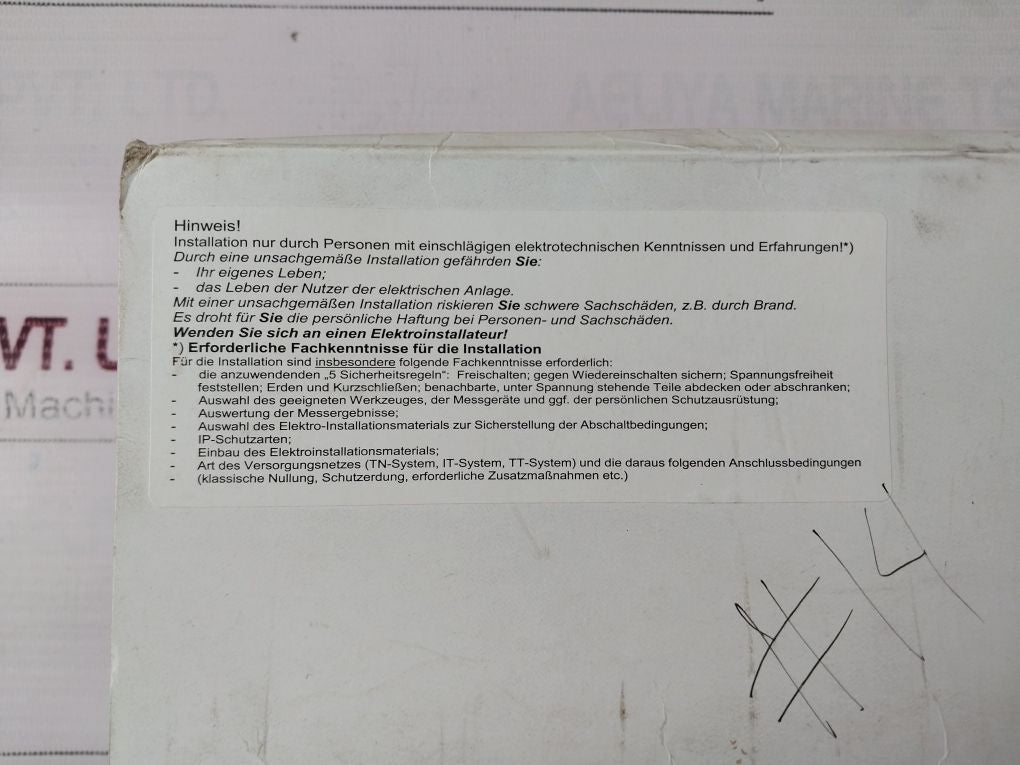 PVT. LTD.
ABLIYA MARINE
VT.
Machi
Hinweis!
Installation nur durch Personen mit einschlägigen elektrotechnischen Kenntnissen und Erfahrungen!*)
Durch eine unsachgemäße Installation gefährden Sie:
- Ihr eigenes Leben;
- das Leben der Nutzer der elektrischen Anlage.
Mit einer unsachgemäßen Installation riskieren Sie schwere Sachschäden, z.B. durch Brand.
Es droht für Sie die persönliche Haftung bei Personen- und Sachschäden.
Wenden Sie sich an einen Elektroinstallateur!
*) Erforderliche Fachkenntnisse für die Installation
Für die Installation sind insbesondere folgende Fachkenntnisse erforderlich:
- die anzuwendenden „5 Sicherheitsregeln“: Freischalten; gegen Wiedereinschalten sichern; Spannungsfreiheit
feststellen; Erden und Kurzschließen; benachbarte, unter Spannung stehende Teile abdecken oder abschranken;
- Auswahl des geeigneten Werkzeuges, der Messgeräte und ggf. der persönlichen Schutzausrüstung;
- Auswertung der Messergebnisse;
- Auswahl des Elektro-Installationsmaterials zur Sicherstellung der Abschaltbedingungen;
- IP-Schutzarten;
- Einbau des Elektroinstallationsmaterials;
- Art des Versorgungsnetzes (TN-System, IT-System, TT-System) und die daraus folgenden Anschlussbedingungen
- (klassische Nullung, Schutzerdung, erforderliche Zusatzmaßnahmen etc.)
#14